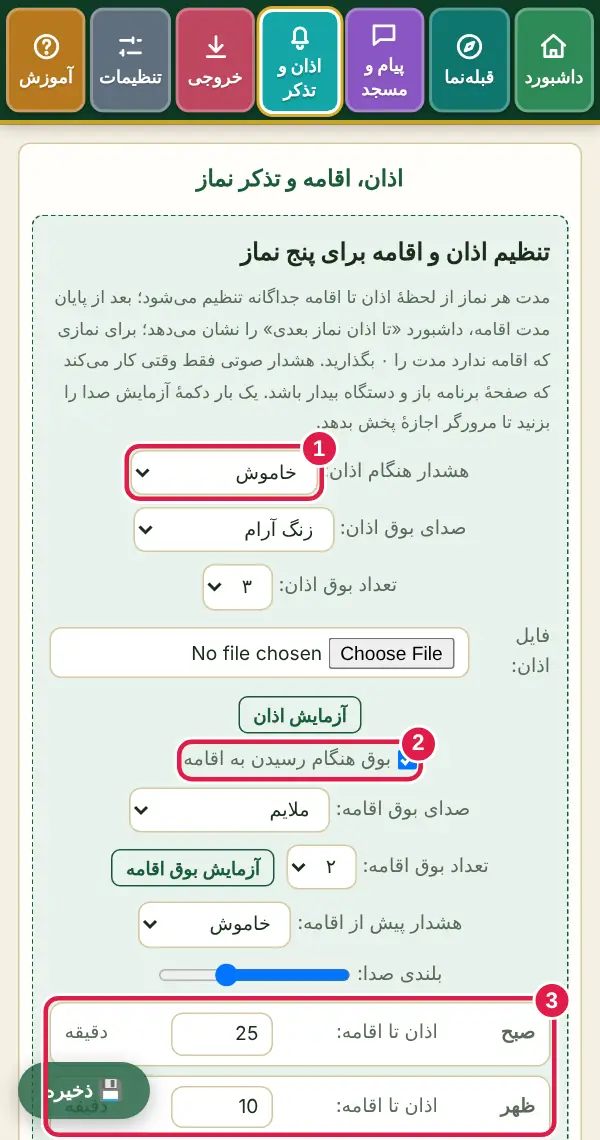 داشبورد
قبله‌نما
پیام و
مسجد
اذان و
تذکر
خروجی
تنظیمات
آموزش
اذان، اقامه و تذکر نماز
تنظیم اذان و اقامه برای پنج نماز
مدت هر نماز از لحظهٔ اذان تا اقامه جداگانه تنظیم می‌شود؛ بعد از پایان
مدت اقامه، داشبورد «تا اذان نماز بعدی» را نشان می‌دهد؛ برای نمازی
که اقامه ندارد مدت را ۰ بگذارید. هشدار صوتی فقط وقتی کار می‌کند
که صفحهٔ برنامه باز و دستگاه بیدار باشد. یک بار دکمهٔ آزمایش صدا را
بزنید تا مرورگر اجازهٔ پخش بدهد.
1
هشدار هنگام اذان: خاموش
صدای بوق اذان: زنگ آرام
تعداد بوق اذان: ۳
فایل
اذان:
Choose File No file chosen
آزمایش اذان
2
بوق هنگام رسیدن به اقامه
صدای بوق اقامه: ملایم
تعداد بوق اقامه: ۲ آزمایش بوق اقامه
هشدار پیش از اقامه: خاموش
بلندی صدا:
3
صبح اذان تا اقامه: 25 دقیقه
ظهر اذان تا اقامه: 10 دقیقه
💾 ذخیره